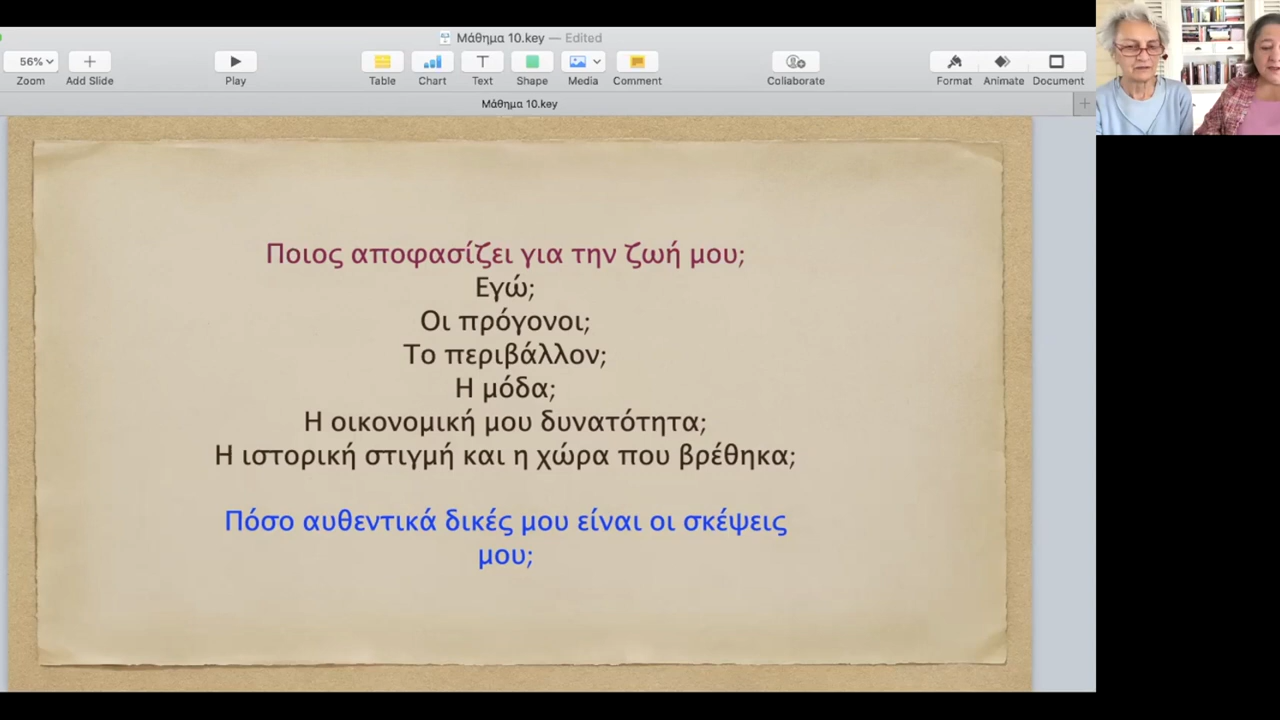 Μάθημα 10.key — Edited
56%
Zoom
Add Slide
Play
Table
Chart
Text
Shape
Media
Comment
Collaborate
Format
Animate
Document
Μάθημα 10.key
Ποιος αποφασίζει για την ζωή μου;
Εγώ;
Οι πρόγονοι;
Το περιβάλλον;
Η μόδα;
Η οικονομική μου δυνατότητα;
Η ιστορική στιγμή και η χώρα που βρέθηκα;
Πόσο αυθεντικά δικές μου είναι οι σκέψεις
μου;